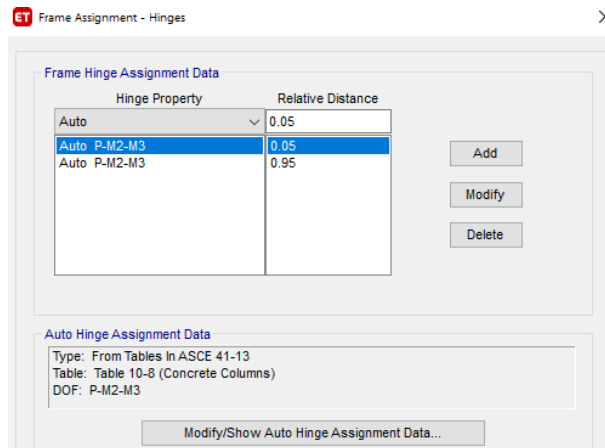 ET Frame Assignment - Hinges
Frame Hinge Assignment Data
Hinge Property Relative Distance
Auto 0.05
Auto P-M2-M3 0.05
Auto P-M2-M3 0.95
Add
Modify
Delete
Auto Hinge Assignment Data
Type: From Tables In ASCE 41-13
Table: Table 10-8 (Concrete Columns)
DOF: P-M2-M3
Modify/Show Auto Hinge Assignment Data...